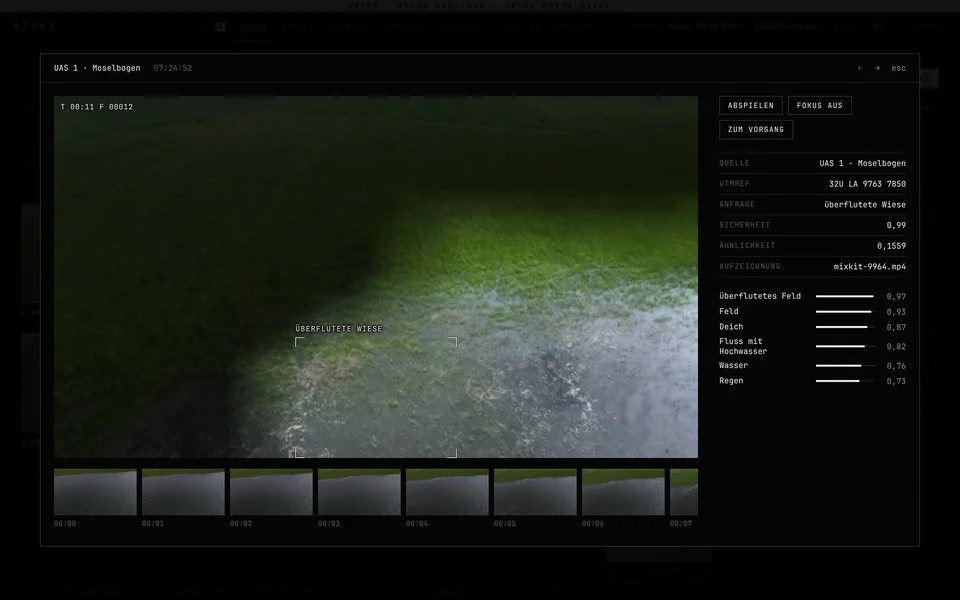 UAS 1 · Moselbogen 07:24:52 ← → esc
T 00:11 F 00012
ÜBERFLUTETE WIESE
00:00 00:01 00:02 00:03 00:04 00:05 00:06 00:07
ABSPIELEN FOKUS AUS
ZUM VORGANG
QUELLE UAS 1 · Moselbogen
UTMREF 32U LA 9763 7850
ANFRAGE überflutete Wiese
SICHERHEIT 0,99
ÄHNLICHKEIT 0,1559
AUFZEICHNUNG mixkit-9964.mp4
überflutetes Feld 0,97
Feld 0,93
Deich 0,87
Fluss mit
Hochwasser 0,82
Wasser 0,76
Regen 0,73